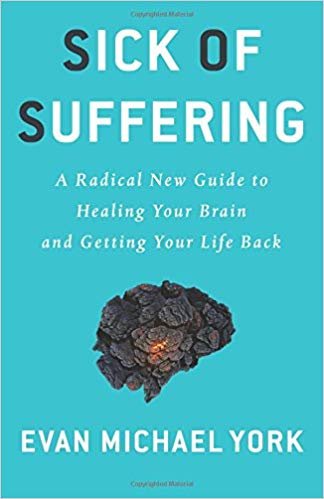 SICK OF
SUFFERING
A Radical New Guide to
Healing Your Brain
and Getting Your Life Back
EVAN MICHAEL YORK